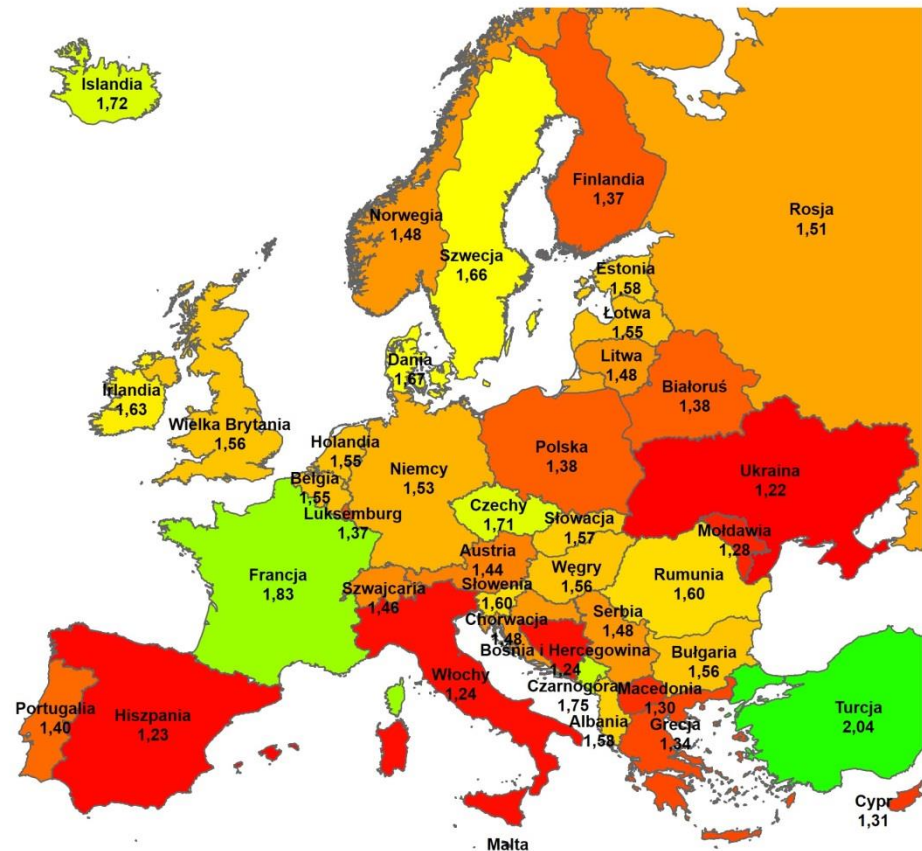 Islandia
1,72
Finlandia
1,37
Norwegia
1,48
Rosja
1,51
Szwecja
1,66
Estonia
1,58
Łotwa
1,55
Litwa
1,48
Dania
1,67
Irlandia
1,63
Białoruś
1,38
Wielka Brytania
1,56
Holandia
1,55
Polska
1,38
Niemcy
1,53
Ukraina
1,22
Belgia
1,55
Luksemburg
1,37
Czechy
1,71
Słowacja
1,57
Mołdawia
1,28
Austria
1,44
Węgry
1,56
Francja
1,83
Rumunia
1,60
Szwajcaria
1,46
Słowenia
1,60
Chorwacja
1,48
Serbia
1,48
Bośnia i Hercegowina
1,24
Bułgaria
1,56
Włochy
1,24
Czarnogóra
1,75
Macedonia
1,30
Portugalia
1,40
Hiszpania
1,23
Turcja
2,04
Albania
1,58
Grecja
1,34
Cypr
1,31
Malta